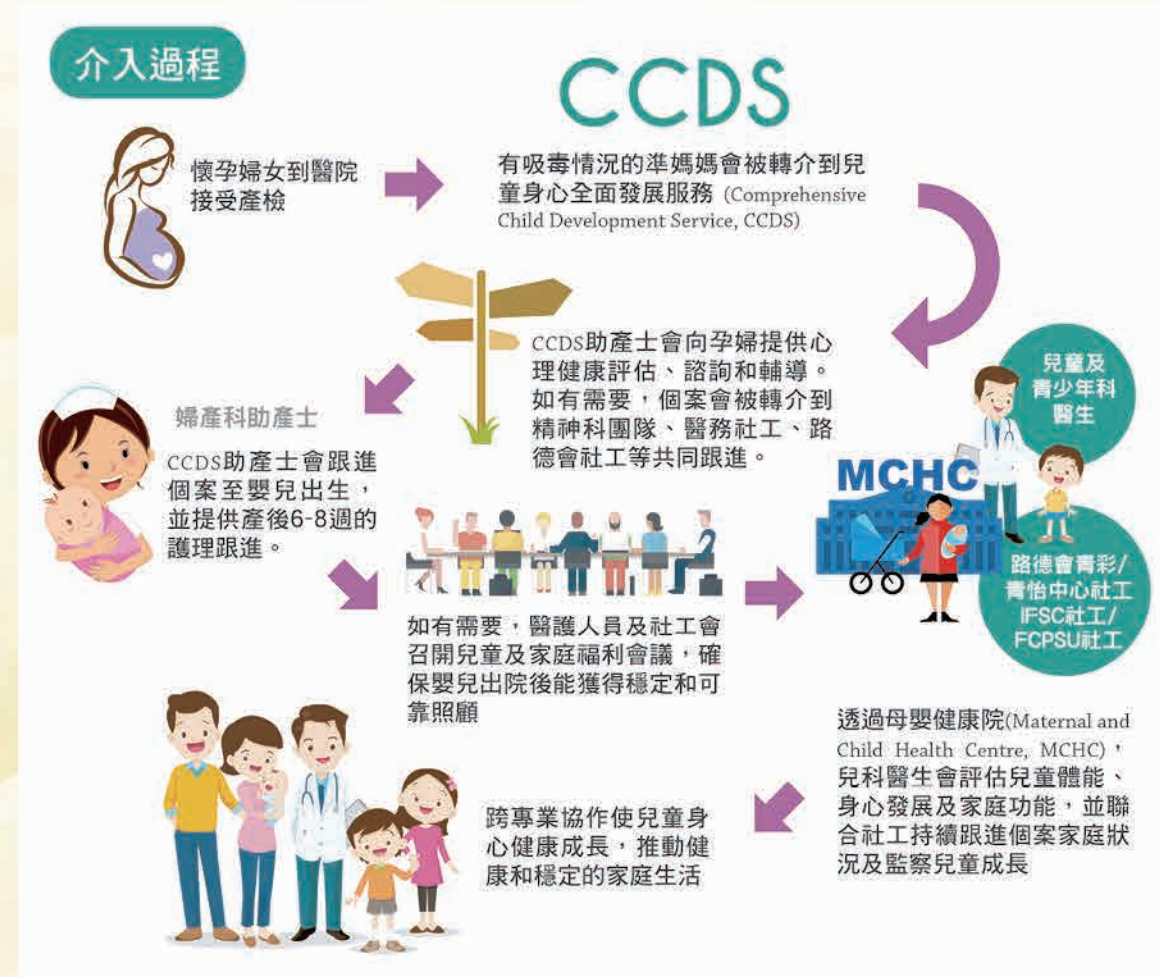 介入過程
CCDS
懷孕婦女到醫院
接受產檢
有吸毒情況的準媽媽會被轉介到兒
童身心全面發展服務 (Comprehensive
Child Development Service, CCDS)
CCDS助產士會向孕婦提供心
理健康評估、諮詢和輔導。
如有需要，個案會被轉介到
精神科團隊、醫務社工、路
德會社工等共同跟進。
婦產科助產士
CCDS助產士會跟進
個案至嬰兒出生，
並提供產後6-8週的
護理跟進。
如有需要，醫護人員及社工會
召開兒童及家庭福利會議，確
保嬰兒出院後能獲得穩定和可
靠照顧
兒童及
青少年科
醫生
MCHC
路德會青彩/
青怡中心社工
IFSC社工/
FCPSU社工
透過母嬰健康院(Maternal and
Child Health Centre, MCHC)，
兒科醫生會評估兒童體能、
身心發展及家庭功能，並聯
合社工持續跟進個案家庭狀
況及監察兒童成長
跨專業協作使兒童身
心健康成長，推動健
康和穩定的家庭生活